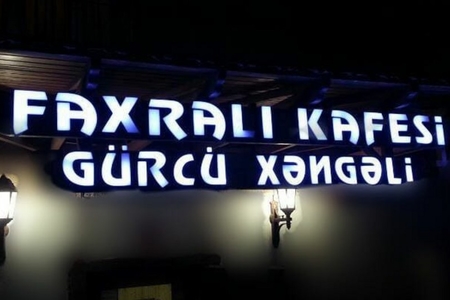 FAXRALI KAFESİ
GÜRCÜ XƏNGƏLİ